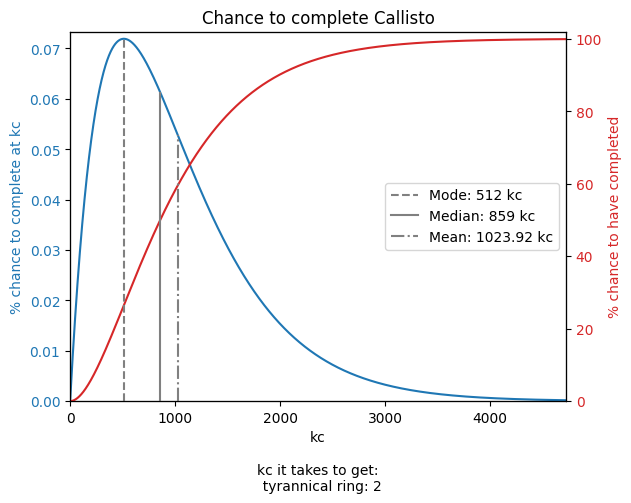 Chance to complete Callisto
% chance to complete at kc
0.07
0.06
0.05
0.04
0.03
0.02
0.01
0.00
100
80
60
40
20
0
% chance to have completed
Mode: 512 kc
Median: 859 kc
Mean: 1023.92 kc
0 1000 2000 3000 4000
kc
kc it takes to get:
tyrannical ring: 2